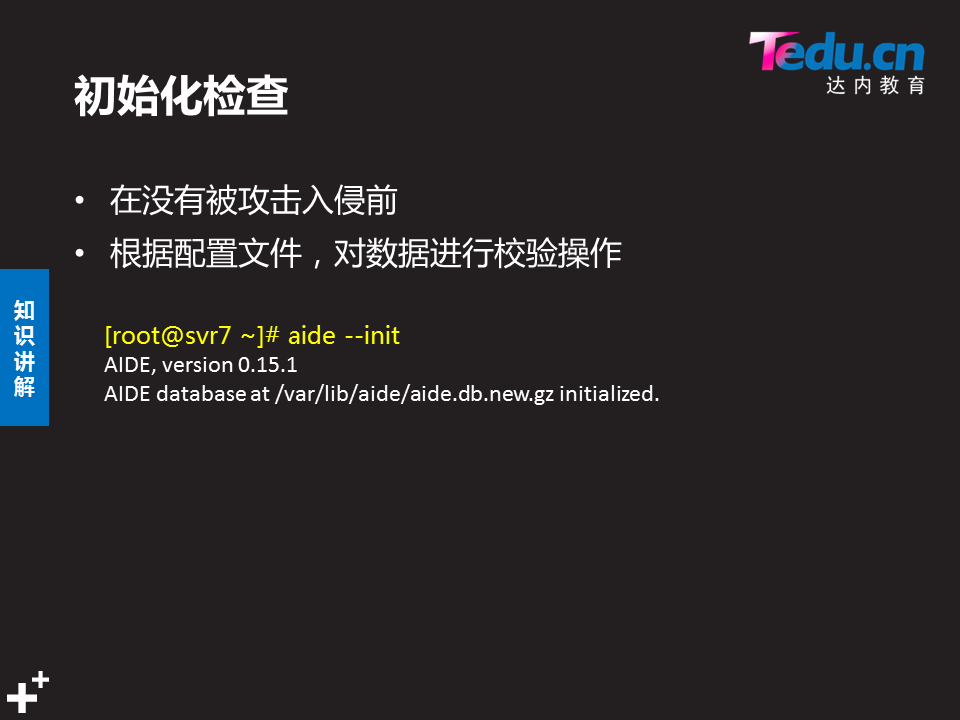 Tedu.cn
达内教育
初始化检查
• 在没有被攻击入侵前
• 根据配置文件，对数据进行校验操作
知识讲解
[root@svr7 ~]# aide --init
AIDE, version 0.15.1
AIDE database at /var/lib/aide/aide.db.new.gz initialized.